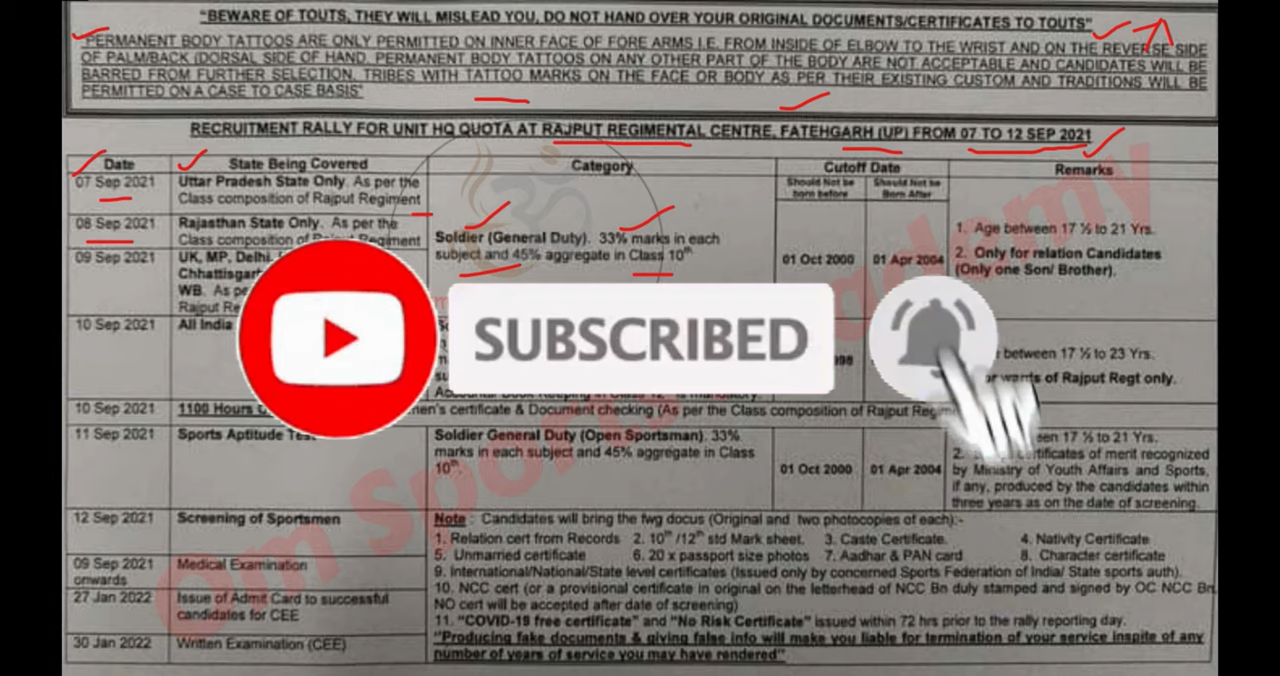 "BEWARE OF TOUTS, THEY WILL MISLEAD YOU, DO NOT HAND OVER YOUR ORIGINAL DOCUMENTS/CERTIFICATES TO TOUTS"
"PERMANENT BODY TATTOOS ARE ONLY PERMITTED ON INNER FACE OF FORE ARMS I.E. FROM INSIDE OF ELBOW TO THE WRIST AND ON THE REVERSE SIDE
OF PALM/BACK (DORSAL SIDE OF HAND. PERMANENT BODY TATTOOS ON ANY OTHER PART OF THE BODY ARE NOT ACCEPTABLE AND CANDIDATES WILL BE
BARRED FROM FURTHER SELECTION. TRIBES WITH TATTOO MARKS ON THE FACE OR BODY AS PER THEIR EXISTING CUSTOM AND TRADITIONS WILL BE
PERMITTED ON A CASE TO CASE BASIS"
RECRUITMENT RALLY FOR UNIT HQ QUOTA AT RAJPUT REGIMENTAL CENTRE, FATEHGARH (UP) FROM 07 TO 12 SEP 2021
Date State Being Covered Category Cutoff Date Remarks
Should Not be born before Should Not be Born After
07 Sep 2021 Uttar Pradesh State Only. As per the
Class composition of Rajput Regiment
08 Sep 2021 Rajasthan State Only. As per the
Class composition of Rajput Regiment
09 Sep 2021 UK, MP, Delhi,
Chhattisgar
WB. As pe
Rajput Re
Soldier (General Duty). 33% marks in each
subject and 45% aggregate in Class 10th
01 Oct 2000 01 Apr 2004
1. Age between 17 ½ to 21 Yrs.
2. Only for relation Candidates
(Only one Son/ Brother).
10 Sep 2021 All India
between 17 ½ to 23 Yrs.
of Rajput Regt only.
SUBSCRIBED
10 Sep 2021 1100 Hours men's certificate & Document checking (As per the Class composition of Rajput Regim
11 Sep 2021 Sports Aptitude Test
Soldier General Duty (Open Sportsman). 33%
marks in each subject and 45% aggregate in Class
10th.
01 Oct 2000 01 Apr 2004
een 17 ½ to 21 Yrs.
2. certificates of merit recognized
by Ministry of Youth Affairs and Sports,
if any, produced by the candidates within
three years as on the date of screening.
12 Sep 2021 Screening of Sportsmen
09 Sep 2021 onwards Medical Examination
27 Jan 2022 Issue of Admit Card to successful
candidates for CEE
30 Jan 2022 Written Examination (CEE)
Note : Candidates will bring the fwg docus (Original and two photocopies of each):-
1. Relation cert from Records 2. 10th /12th std Mark sheet. 3. Caste Certificate. 4. Nativity Certificate
5. Unmarried certificate 6. 20 x passport size photos 7. Aadhar & PAN card 8. Character certificate
9. International/National/State level certificates (Issued only by concerned Sports Federation of India/ State sports auth).
10. NCC cert (or a provisional certificate in original on the letterhead of NCC Bn duly stamped and signed by OC NCC Bn
NO cert will be accepted after date of screening)
11. "COVID-19 free certificate" and "No Risk Certificate" issued within 72 hrs prior to the rally reporting day.
"Producing fake documents & giving false info will make you liable for termination of your service inspite of any
number of years of service you may have rendered"
Om Sports